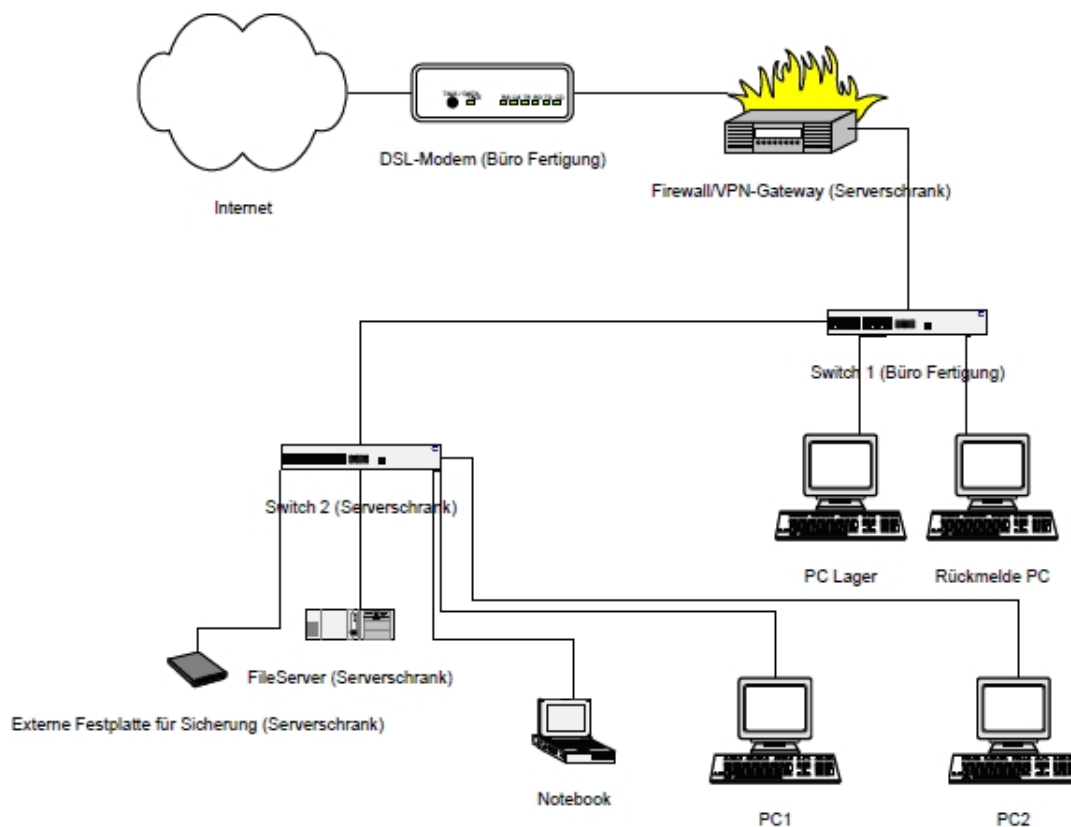 DSL-Modem (Büro Fertigung)
Firewall/VPN-Gateway (Serverschrank)
Internet
Switch 1 (Büro Fertigung)
Switch 2 (Serverschrank)
PC Lager
Rückmelde PC
FileServer (Serverschrank)
Externe Festplatte für Sicherung (Serverschrank)
Notebook
PC1
PC2